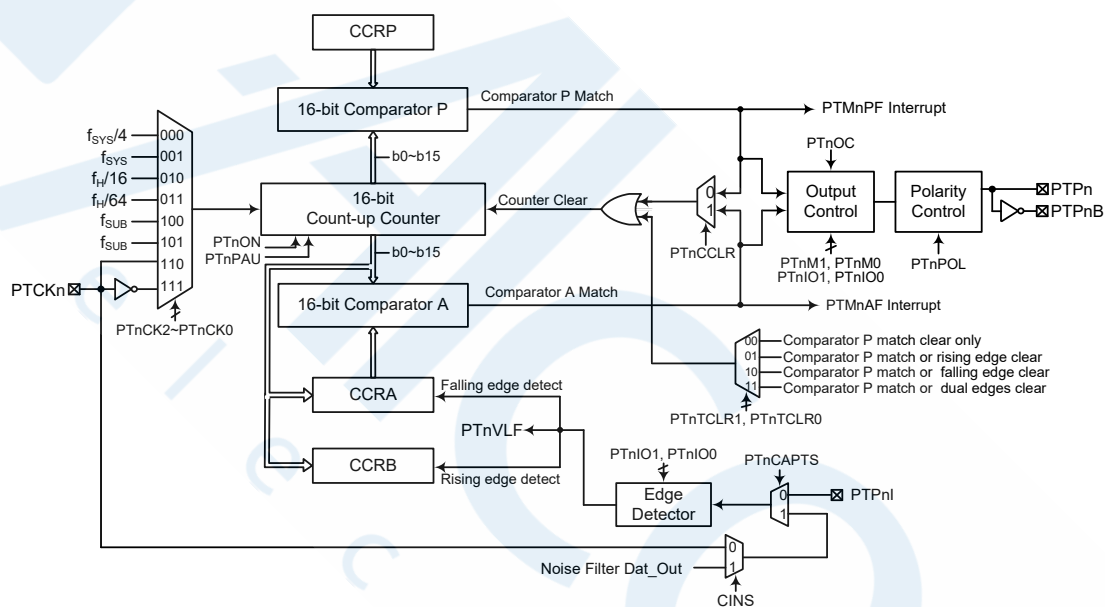 CCRP
16-bit Comparator P
Comparator P Match
PTMnPF Interrupt
b0~b15
fSYS/4
000
fSYS
001
fH/16
010
fH/64
011
fSUB
100
fSUB
101
110
111
PTCKn
PTnCK2~PTnCK0
16-bit
Count-up Counter
PTnON
PTnPAU
Counter Clear
0
1
PTnCCLR
PTnOC
Output
Control
PTnM1, PTnM0
PTnIO1, PTnIO0
Polarity
Control
PTnPOL
PTPn
PTPnB
b0~b15
16-bit Comparator A
Comparator A Match
PTMnAF Interrupt
00
Comparator P match clear only
01
Comparator P match or rising edge clear
10
Comparator P match or falling edge clear
11
Comparator P match or dual edges clear
PTnTCLR1, PTnTCLR0
CCRA
Falling edge detect
PTnVLF
CCRB
Rising edge detect
PTnIO1, PTnIO0
Edge
Detector
PTnCAPTS
0
1
PTPnI
Noise Filter Dat_Out
0
1
CINS